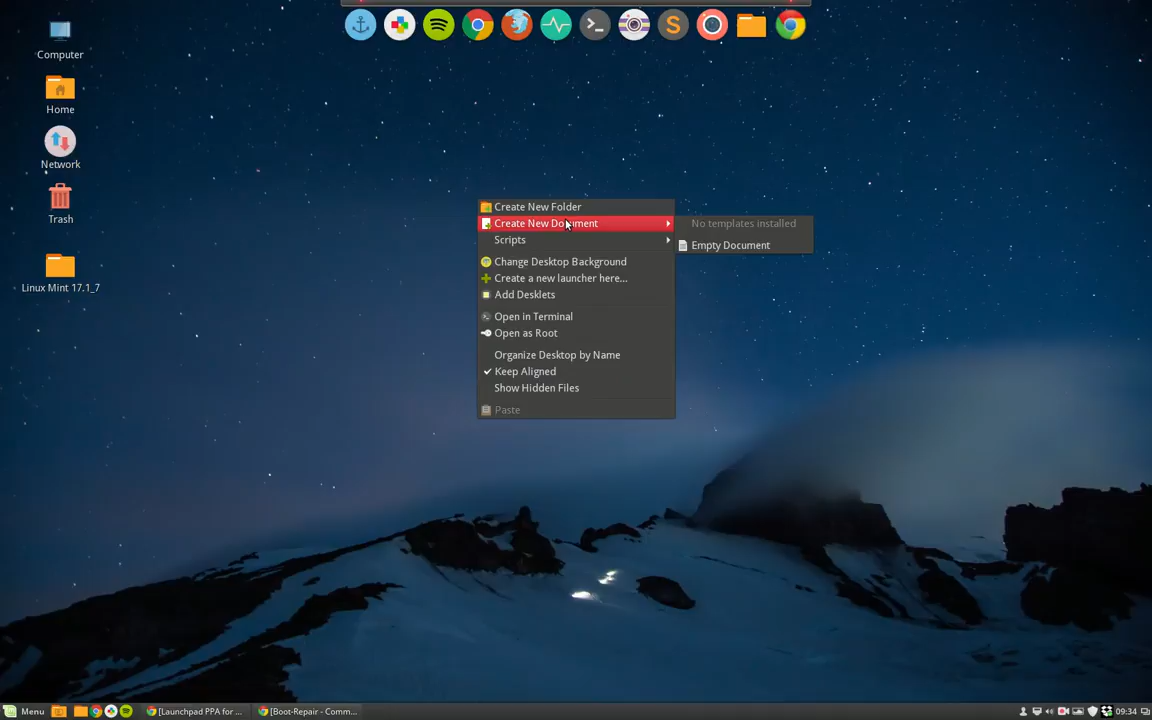 Computer
Home
Network
Trash
Linux Mint 17.1_7
Create New Folder
Create New Document
No templates installed
Empty Document
Scripts
Change Desktop Background
Create a new launcher here...
Add Desklets
Open in Terminal
Open as Root
Organize Desktop by Name
Keep Aligned
Show Hidden Files
Paste
Menu
[Launchpad PPA for ...
[Boot-Repair - Comm...
09:34